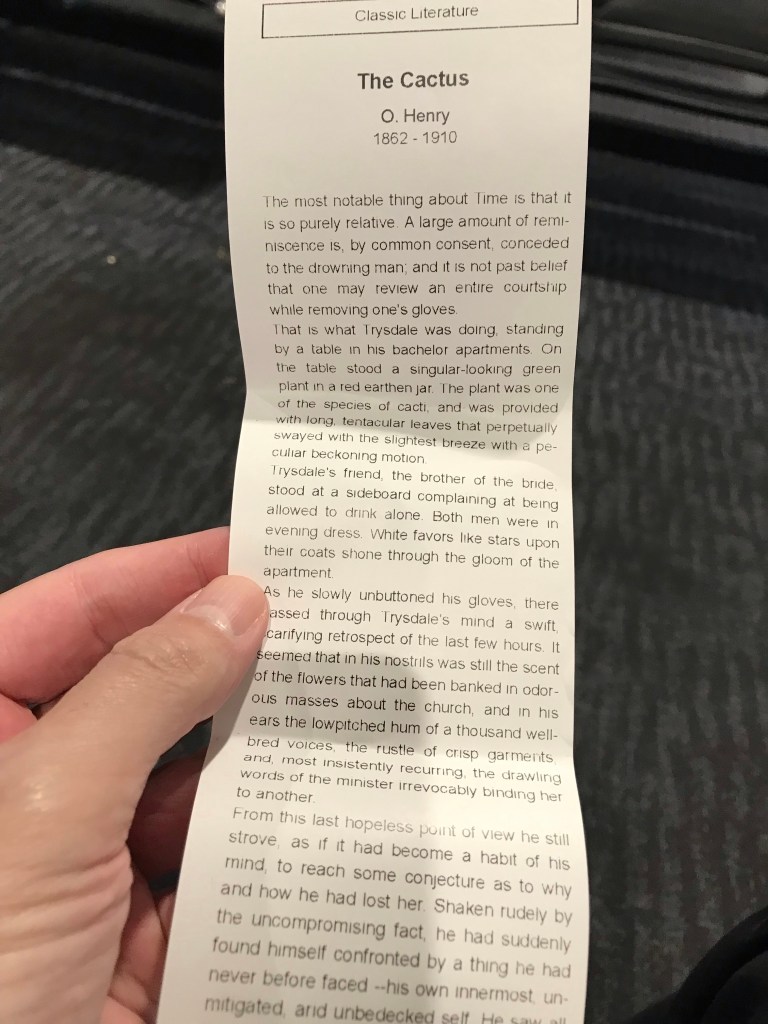 Classic Literature
The Cactus
O. Henry
1862 - 1910
The most notable thing about Time is that it
is so purely relative. A large amount of remi-
niscence is, by common consent, conceded
to the drowning man; and it is not past belief
that one may review an entire courtship
while removing one's gloves.
That is what Trysdale was doing, standing
by a table in his bachelor apartments. On
the table stood a singular-looking green
plant in a red earthen jar. The plant was one
of the species of cacti, and was provided
with long, tentacular leaves that perpetually
swayed with the slightest breeze with a pe-
culiar beckoning motion.
Trysdale's friend, the brother of the bride,
stood at a sideboard complaining at being
allowed to drink alone. Both men were in
evening dress. White favors like stars upon
their coats shone through the gloom of the
apartment.
As he slowly unbuttoned his gloves, there
assed through Trysdale's mind a swift,
carifying retrospect of the last few hours. It
seemed that in his nostrils was still the scent
of the flowers that had been banked in odor-
ous masses about the church, and in his
ears the lowpitched hum of a thousand well-
bred voices, the rustle of crisp garments,
and, most insistently recurring, the drawling
words of the minister irrevocably binding her
to another.
From this last hopeless point of view he still
strove, as if it had become a habit of his
mind, to reach some conjecture as to why
and how he had lost her. Shaken rudely by
the uncompromising fact, he had suddenly
found himself confronted by a thing he had
never before faced --his own innermost, un-
mitigated, and unbedecked self. He saw all